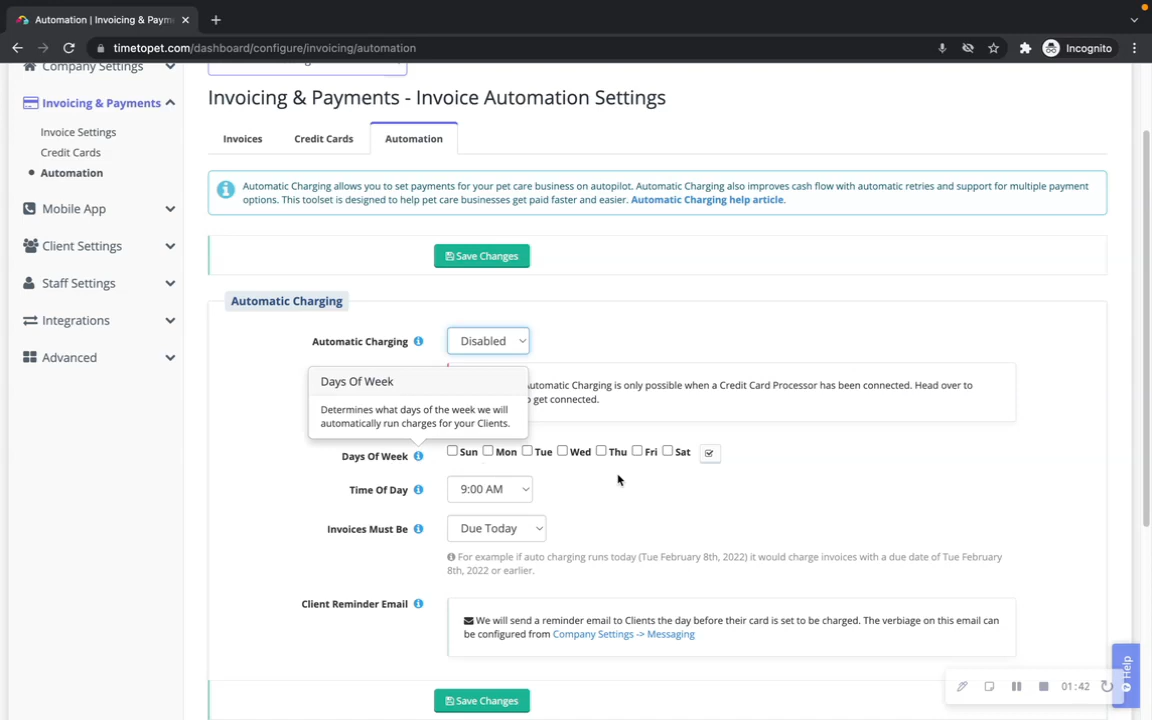 Automation | Invoicing & Paym
timetopet.com/dashboard/configure/invoicing/automation
Incognito
Company Settings
Invoicing & Payments
Invoice Settings
Credit Cards
Automation
Mobile App
Client Settings
Staff Settings
Integrations
Advanced
Invoicing & Payments - Invoice Automation Settings
Invoices
Credit Cards
Automation
Automatic Charging allows you to set payments for your pet care business on autopilot. Automatic Charging also improves cash flow with automatic retries and support for multiple payment
options. This toolset is designed to help pet care businesses get paid faster and easier. Automatic Charging help article.
Save Changes
Automatic Charging
Automatic Charging
Disabled
utomatic Charging is only possible when a Credit Card Processor has been connected. Head over to
to get connected.
Days Of Week
Determines what days of the week we will
automatically run charges for your Clients.
Days Of Week
Sun Mon Tue Wed Thu Fri Sat
Time Of Day
9:00 AM
Invoices Must Be
Due Today
For example if auto charging runs today (Tue February 8th, 2022) it would charge invoices with a due date of Tue February
8th, 2022 or earlier.
Client Reminder Email
We will send a reminder email to Clients the day before their card is set to be charged. The verbiage on this email can
be configured from Company Settings -> Messaging
Save Changes
Help
01:42